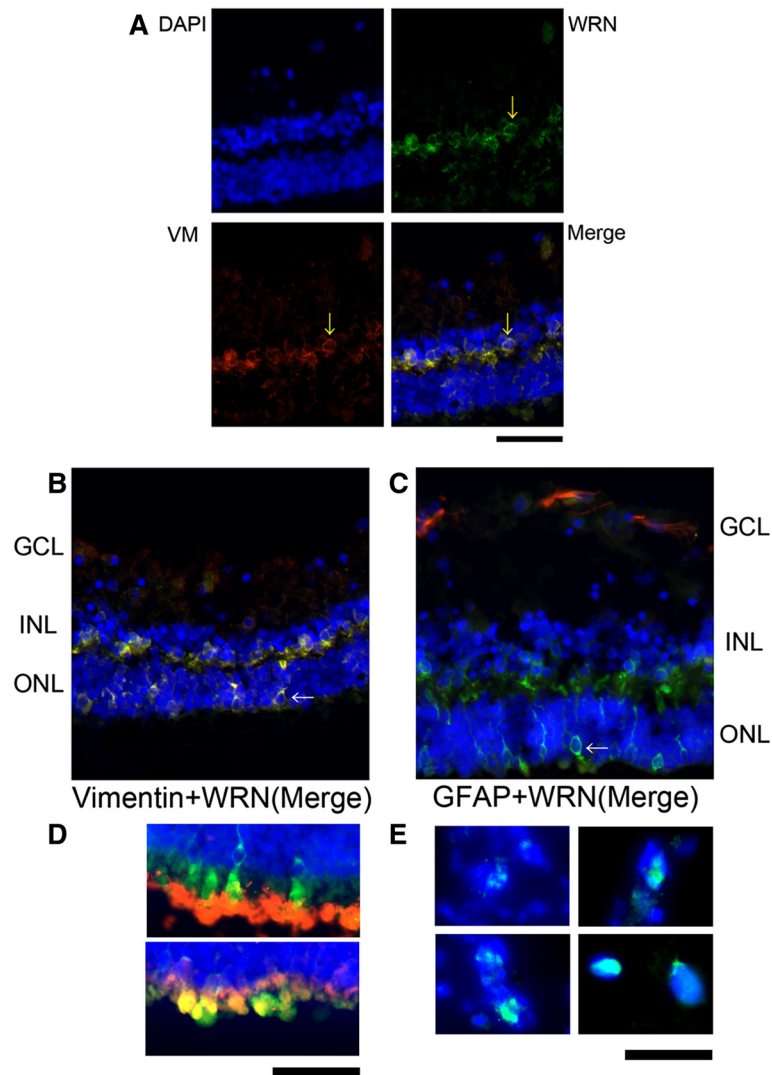 A DAPI WRN
VM Merge
B C
GCL GCL
INL INL
ONL ONL
Vimentin+WRN(Merge) GFAP+WRN(Merge)
D E